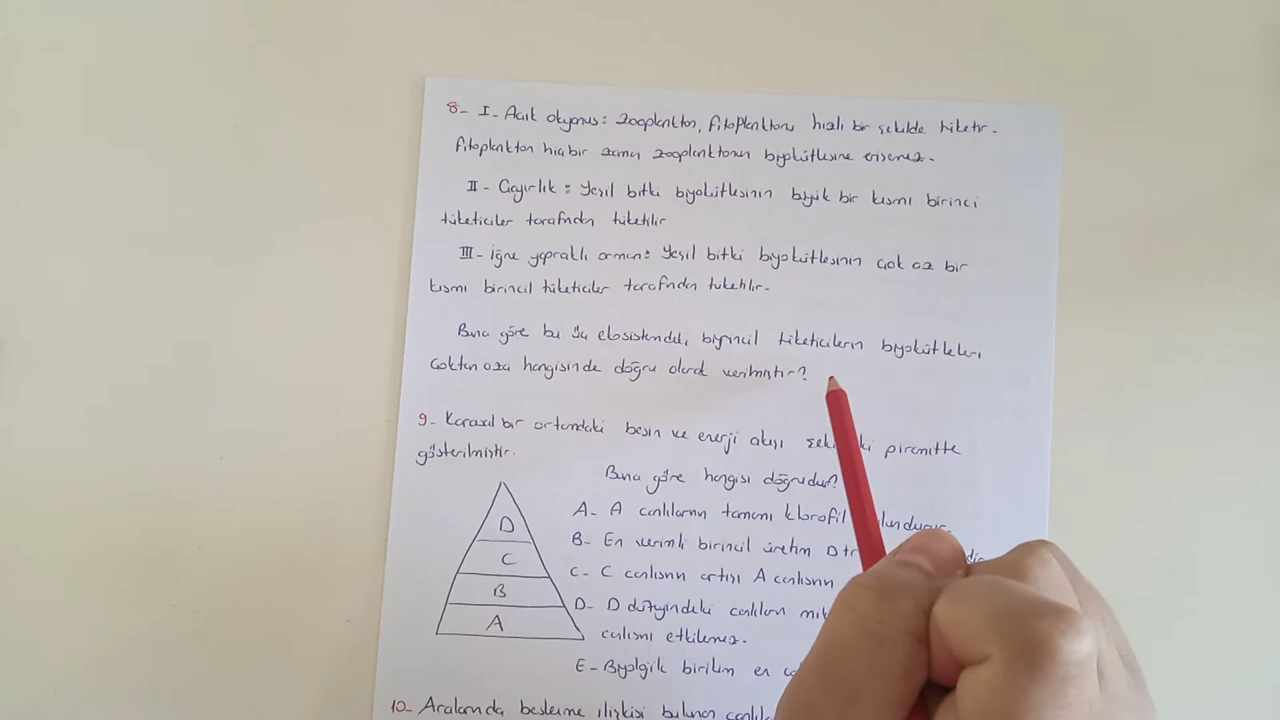 8- I- Açık okyanus: zooplankton, fitoplanktonu hızlı bir şekilde tüketir.
fitoplankton hiçbir zaman zooplanktonun biyokütlesine erişemez.
II- Çayırlık: Yeşil bitki biyokütlesinin büyük bir kısmı birinci
tüketiciler tarafından tüketilir
III- İğne yapraklı orman: Yeşil bitki biyokütlesinin çok az bir
kısmı birincil tüketiciler tarafından tüketilir.
Buna göre bu üç ekosistemdeki birincil tüketicilerin biyokütleleri
çoktan aza hangisinde doğru olarak verilmiştir?
9- Karasal bir ortamdaki besin ve enerji akışı piramitte
gösterilmiştir.
Buna göre hangisi doğrudur?
A- A canlılarının tamamı klorofil
B- En verimli birincil üretim D
C- C canlısının artışı A canlısını
D- D düzeyindeki canlıların
canlısını etkilemez.
E- Biyolojik birikim en
10- Aralarında beslenme ilişkisi bulunan
D
C
B
A